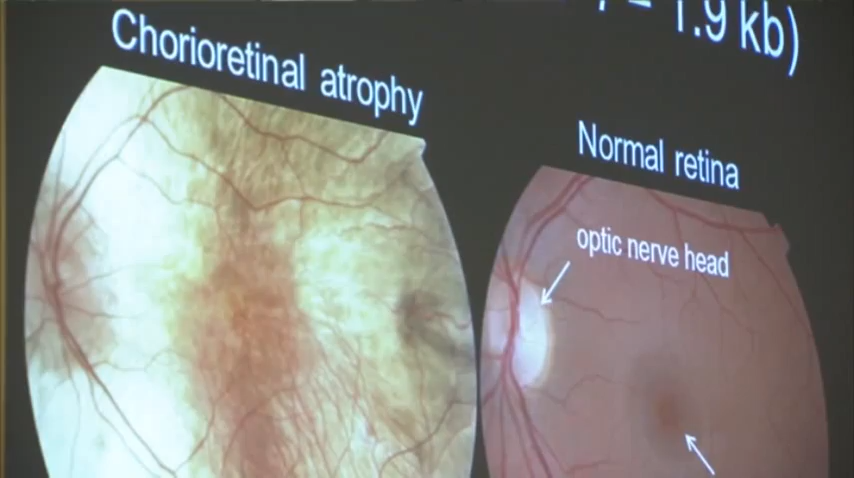 = 1.9 kb)
Chorioretinal atrophy
Normal retina
optic nerve head